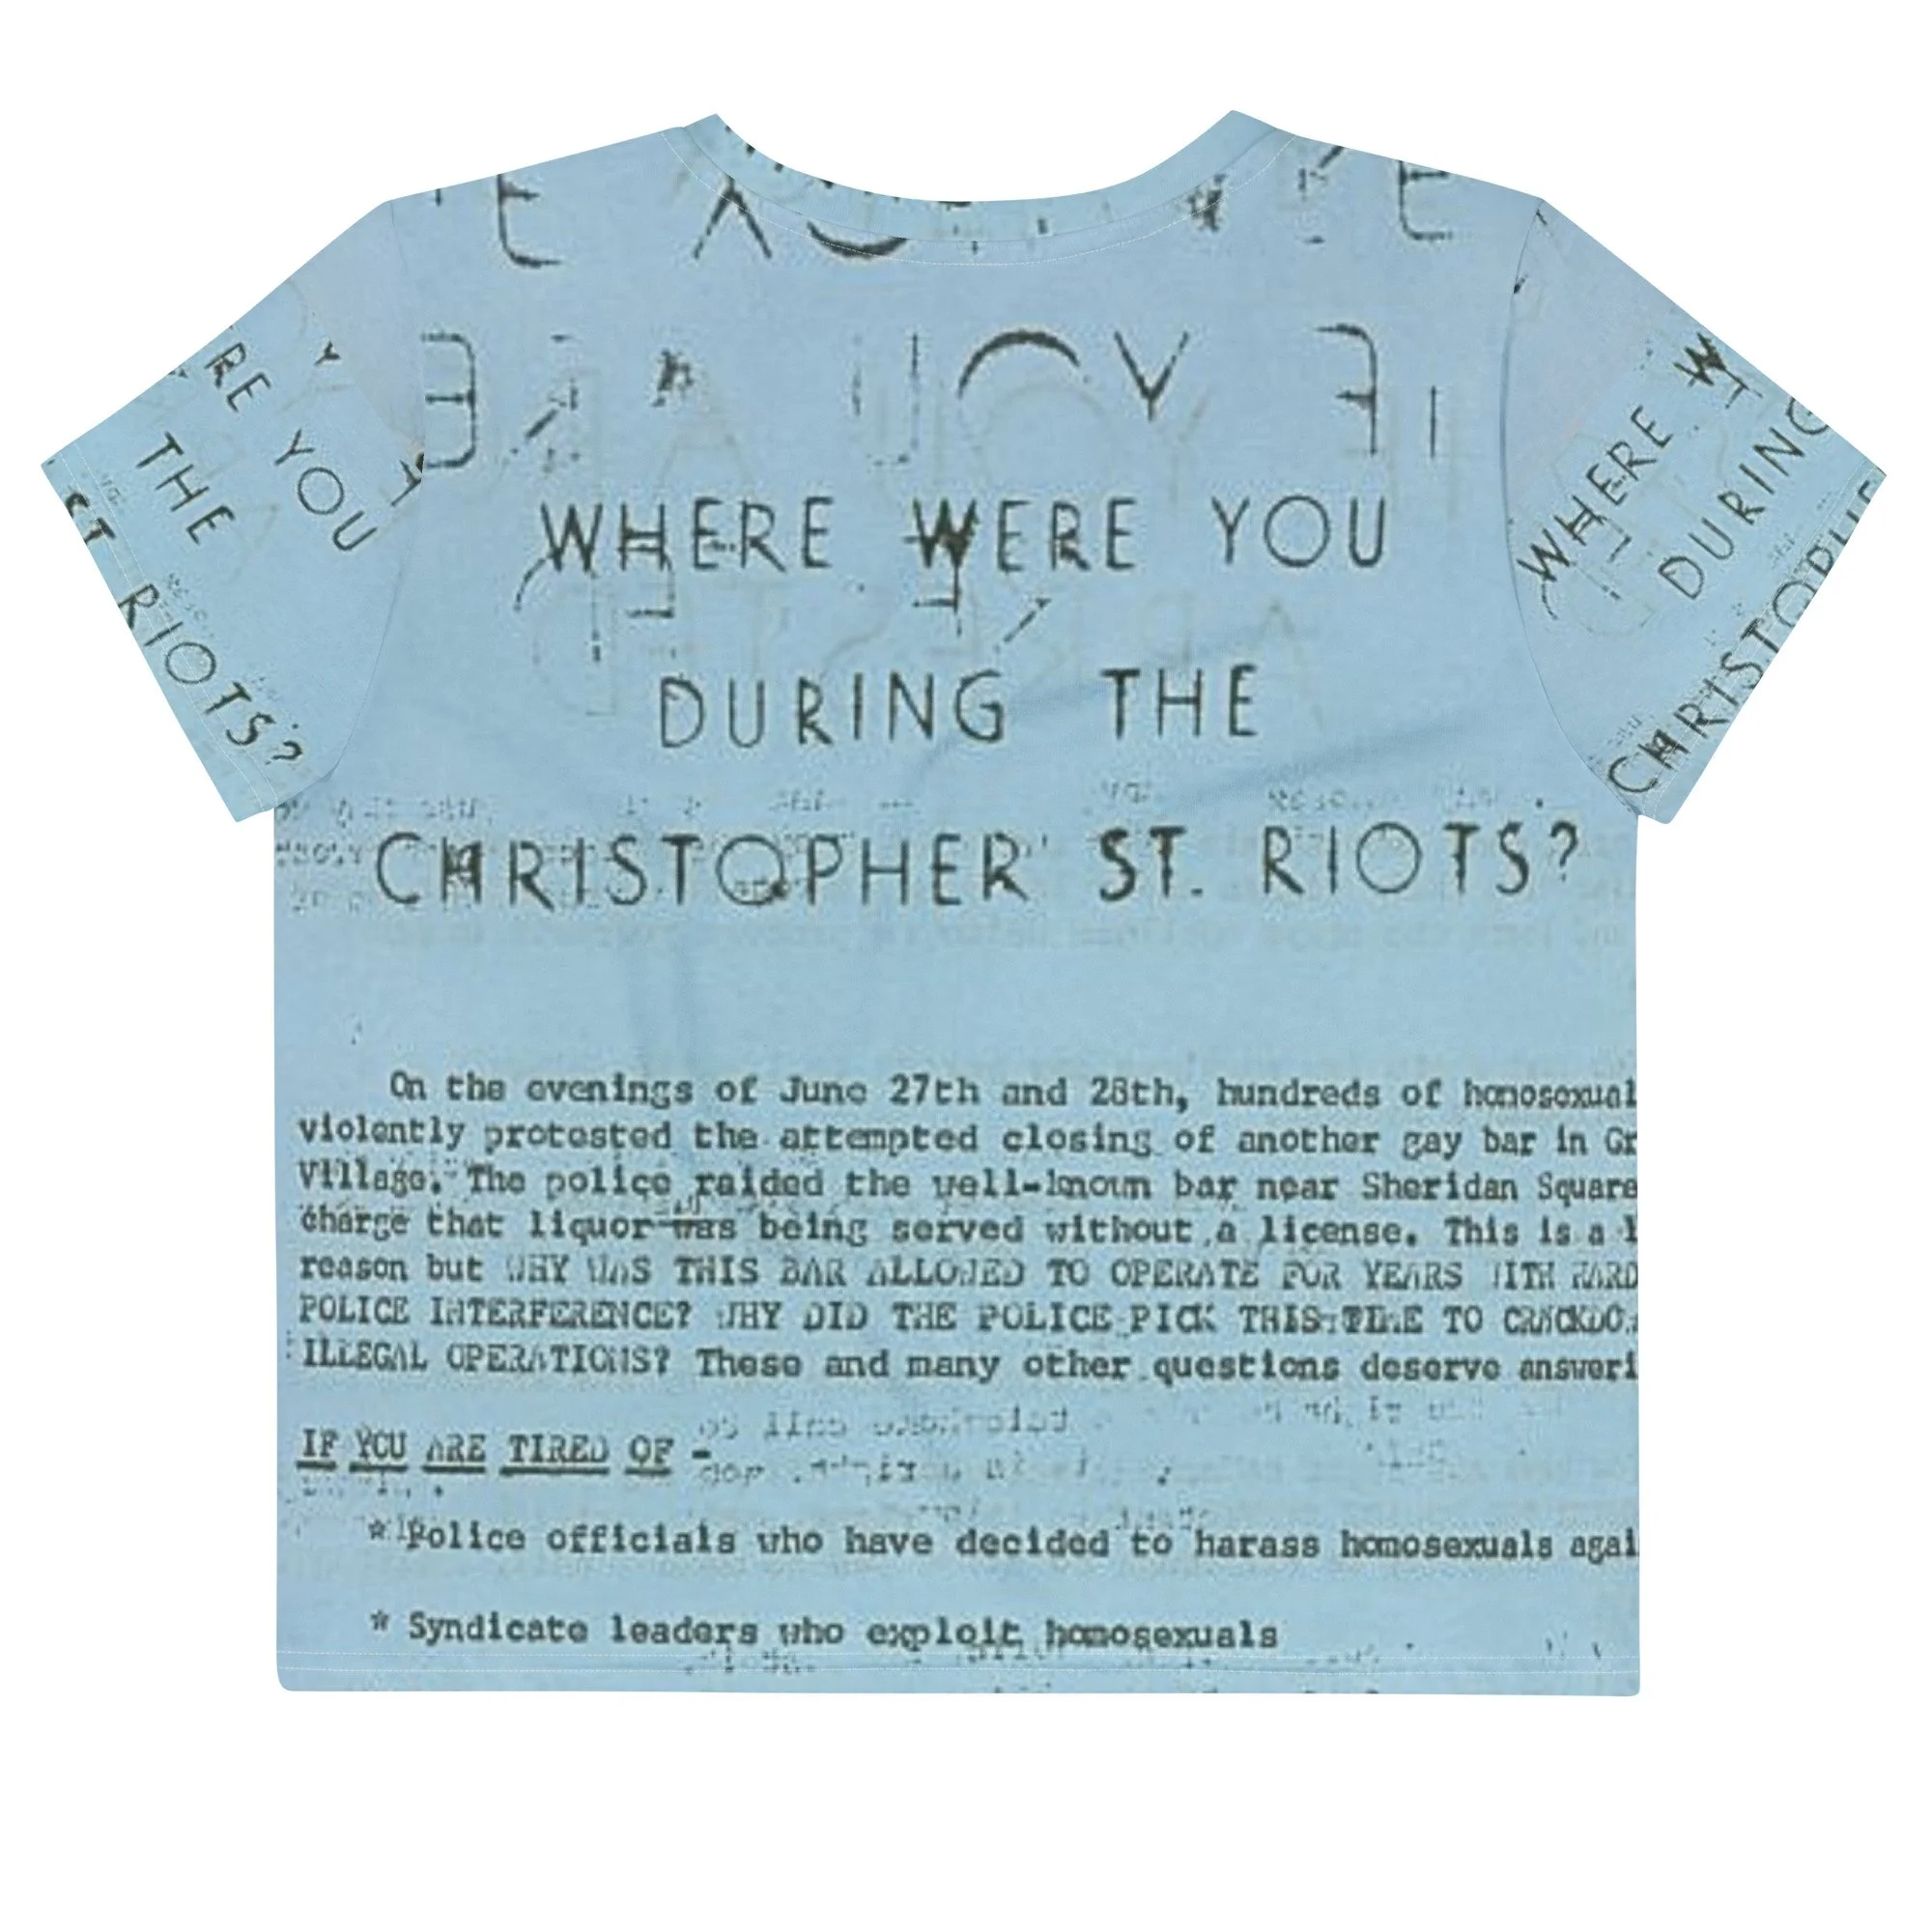 WHERE WERE YOU
DURING THE
CHRISTOPHER ST. RIOTS?
On the evenings of June 27th and 28th, hundreds of homosexual
violently protested the attempted closing of another gay bar in Gr
Village. The police raided the well-known bar near Sheridan Square
charge that liquor was being served without a license. This is a l
reason but WHY WAS THIS BAR ALLOWED TO OPERATE FOR YEARS WITH HARD
POLICE INTERFERENCE? WHY DID THE POLICE PICK THIS TIME TO CRACKDO
ILLEGAL OPERATIONS? These and many other questions deserve answeri
IF YOU ARE TIRED OF -
* Police officials who have decided to harass homosexuals agai
* Syndicate leaders who exploit homosexuals
RE YOU
THE
ST RIOTS?
WHERE W
DURING
CHRISTOPHE